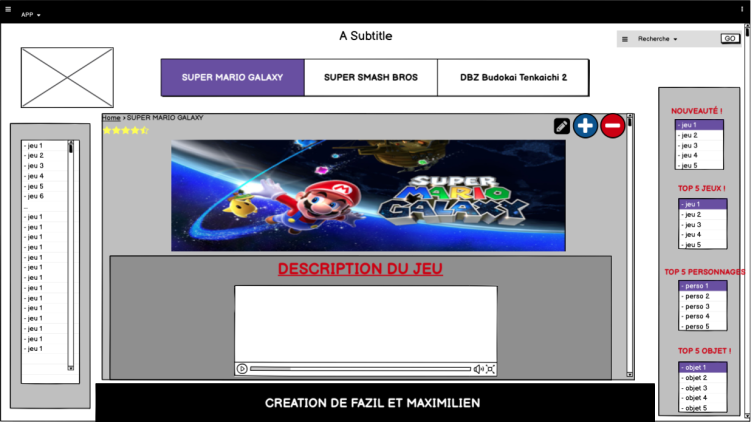 APP
A Subtitle
Recherche
GO
SUPER MARIO GALAXY
SUPER SMASH BROS
DBZ Budokai Tenkaichi 2
Home > SUPER MARIO GALAXY
- jeu 1
- jeu 2
- jeu 3
- jeu 4
- jeu 5
- jeu 6
...
- jeu 1
- jeu 1
- jeu 1
- jeu 1
- jeu 1
- jeu 1
- jeu 1
- jeu 1
- jeu 1
- jeu 1
- jeu 1
- jeu 1
- jeu 1
- jeu 1
SUPER
MARIO
GALAXY
DESCRIPTION DU JEU
NOUVEAUTÉ !
- jeu 1
- jeu 2
- jeu 3
- jeu 4
- jeu 5
TOP 5 JEUX !
- jeu 1
- jeu 2
- jeu 3
- jeu 4
- jeu 5
TOP 5 PERSONNAGES
- perso 1
- perso 2
- perso 3
- perso 4
- perso 5
TOP 5 OBJET !
- objet 1
- objet 2
- objet 3
- objet 4
- objet 5
CREATION DE FAZIL ET MAXIMILIEN